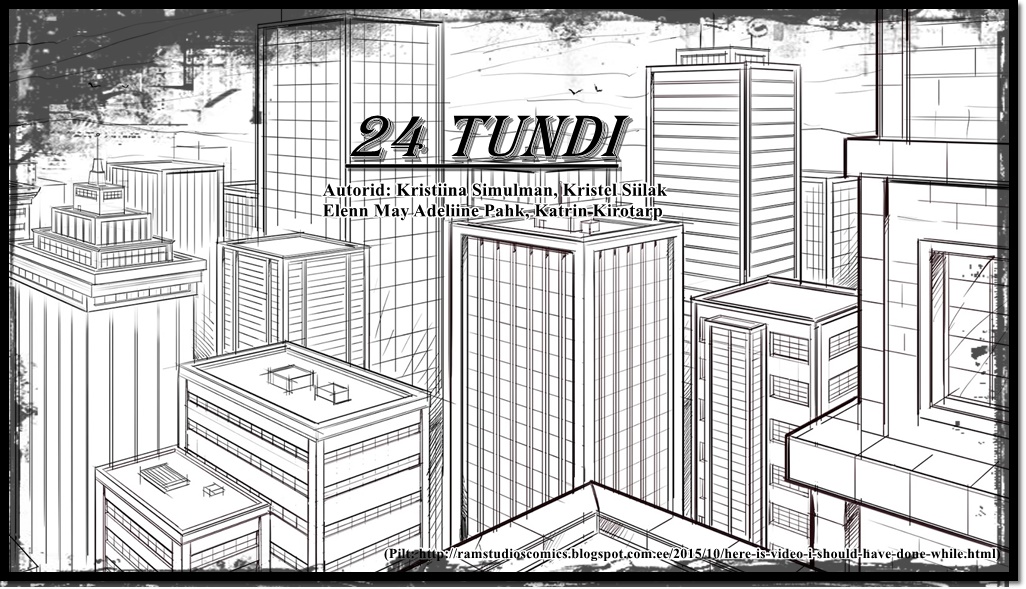 24 TUNDI
Autorid: Kristiina Simulman, Kristel Siilak
Elenn May Adeliine Pahk, Katrin Kirotarp
(Pilt: http://ramstudioscomics.blogspot.com.ee/2015/10/here-is-video-i-should-have-done-while.html)